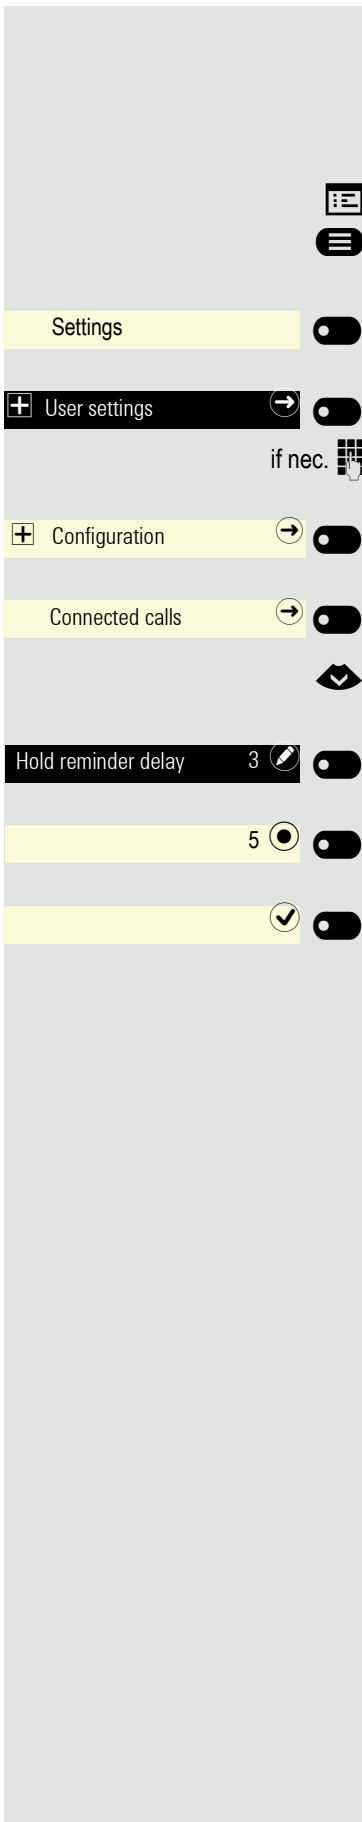 Settings
User settings
if nec.
Configuration
Connected calls
Hold reminder delay 3
5